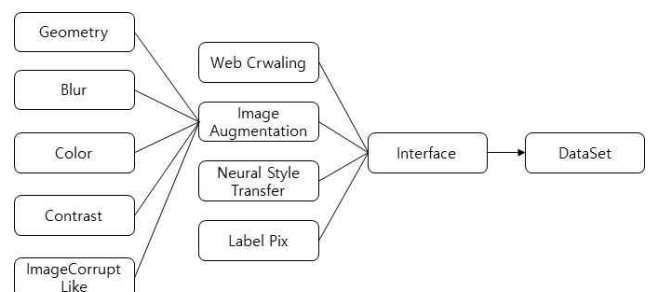 Geometry
Blur
Color
Contrast
ImageCorrupt
Like
Web Crwaling
Image
Augmentation
Neural Style
Transfer
Label Pix
Interface
DataSet